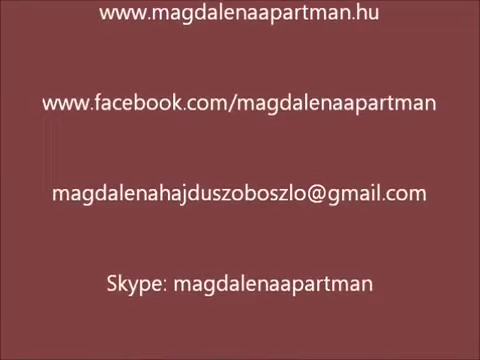 www.magdalenaapartman.hu
www.facebook.com/magdalenaapartman
magdalenahajduszoboszlo@gmail.com
Skype: magdalenaapartman